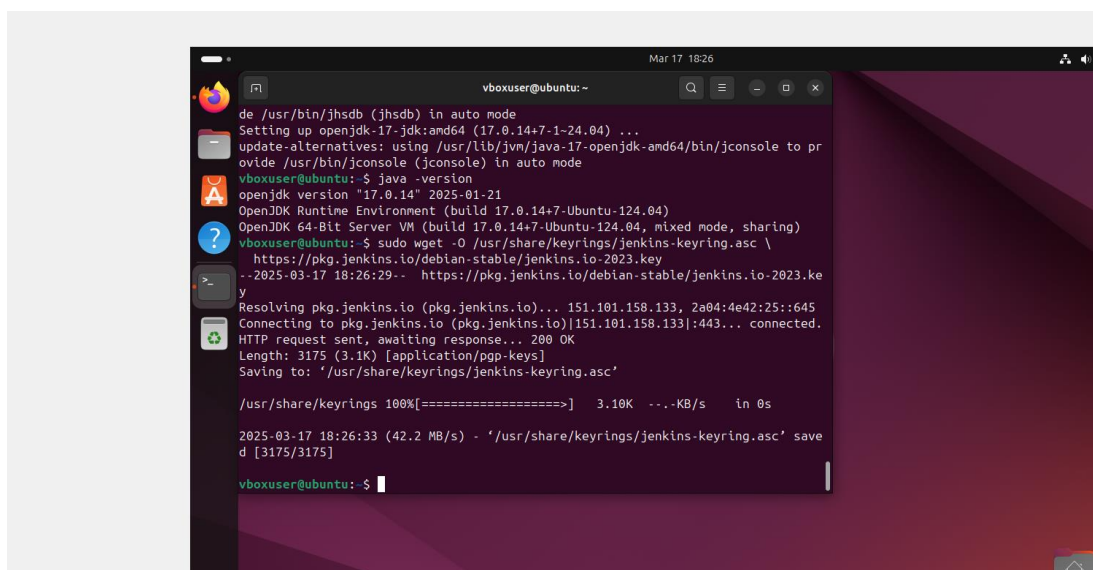 Mar 17 18:26
vboxuser@ubuntu: ~
de /usr/bin/jhsdb (jhsdb) in auto mode
Setting up openjdk-17-jdk:amd64 (17.0.14+7-1~24.04) ...
update-alternatives: using /usr/lib/jvm/java-17-openjdk-amd64/bin/jconsole to pr
ovide /usr/bin/jconsole (jconsole) in auto mode
vboxuser@ubuntu:~$ java -version
openjdk version "17.0.14" 2025-01-21
OpenJDK Runtime Environment (build 17.0.14+7-Ubuntu-124.04)
OpenJDK 64-Bit Server VM (build 17.0.14+7-Ubuntu-124.04, mixed mode, sharing)
vboxuser@ubuntu:~$ sudo wget -O /usr/share/keyrings/jenkins-keyring.asc \
  https://pkg.jenkins.io/debian-stable/jenkins.io-2023.key
--2025-03-17 18:26:29--  https://pkg.jenkins.io/debian-stable/jenkins.io-2023.ke
y
Resolving pkg.jenkins.io (pkg.jenkins.io)... 151.101.158.133, 2a04:4e42:25::645
Connecting to pkg.jenkins.io (pkg.jenkins.io)|151.101.158.133|:443... connected.
HTTP request sent, awaiting response... 200 OK
Length: 3175 (3.1K) [application/pgp-keys]
Saving to: ‘/usr/share/keyrings/jenkins-keyring.asc’
/usr/share/keyrings 100%[===================>]   3.10K  --.-KB/s    in 0s
2025-03-17 18:26:33 (42.2 MB/s) - ‘/usr/share/keyrings/jenkins-keyring.asc’ save
d [3175/3175]
vboxuser@ubuntu:~$